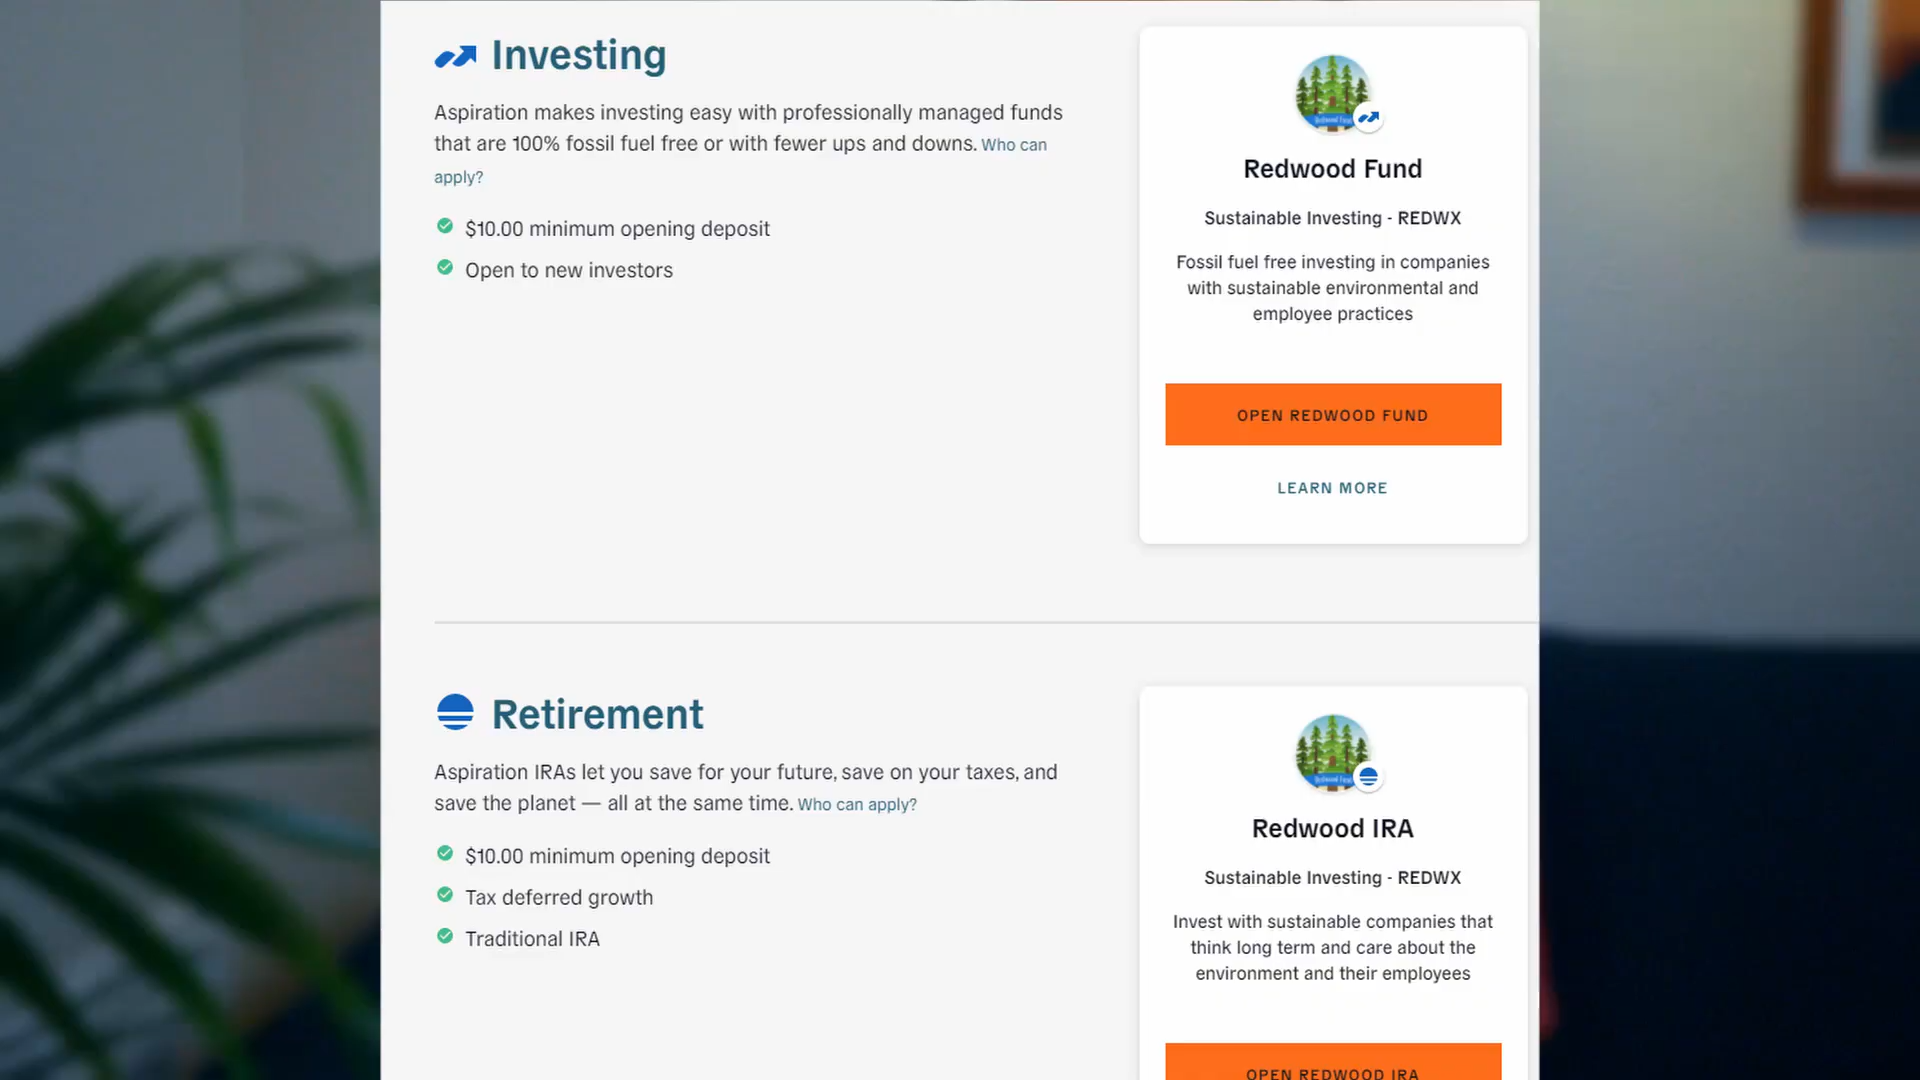 Investing
Aspiration makes investing easy with professionally managed funds
that are 100% fossil fuel free or with fewer ups and downs. Who can
apply?
$10.00 minimum opening deposit
Open to new investors
Redwood Fund
Redwood Fund
Sustainable Investing - REDWX
Fossil fuel free investing in companies
with sustainable environmental and
employee practices
OPEN REDWOOD FUND
LEARN MORE
Retirement
Aspiration IRAs let you save for your future, save on your taxes, and
save the planet — all at the same time. Who can apply?
$10.00 minimum opening deposit
Tax deferred growth
Traditional IRA
Redwood Fund
Redwood IRA
Sustainable Investing - REDWX
Invest with sustainable companies that
think long term and care about the
environment and their employees
OPEN REDWOOD IRA